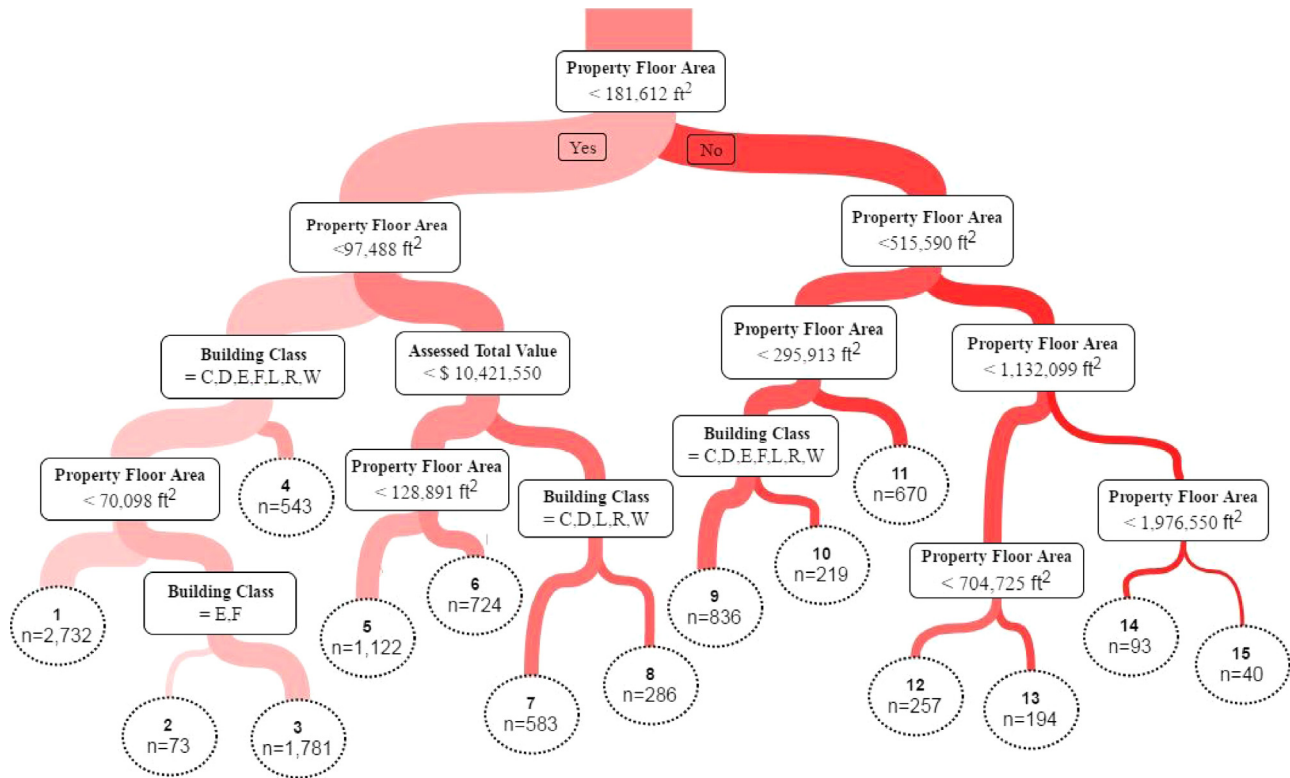 Property Floor Area
< 181,612 ft²
Yes
No
Property Floor Area
<97,488 ft²
Property Floor Area
<515,590 ft²
Building Class
= C,D,E,F,L,R,W
Assessed Total Value
< $ 10,421,550
Property Floor Area
< 295,913 ft²
Property Floor Area
< 1,132,099 ft²
Property Floor Area
< 70,098 ft²
4
n=543
Property Floor Area
< 128,891 ft²
Building Class
= C,D,L,R,W
Building Class
= C,D,E,F,L,R,W
11
n=670
Property Floor Area
< 1,976,550 ft²
1
n=2,732
Building Class
= E,F
5
n=1,122
6
n=724
9
n=836
10
n=219
Property Floor Area
< 704,725 ft²
14
n=93
15
n=40
2
n=73
3
n=1,781
7
n=583
8
n=286
12
n=257
13
n=194